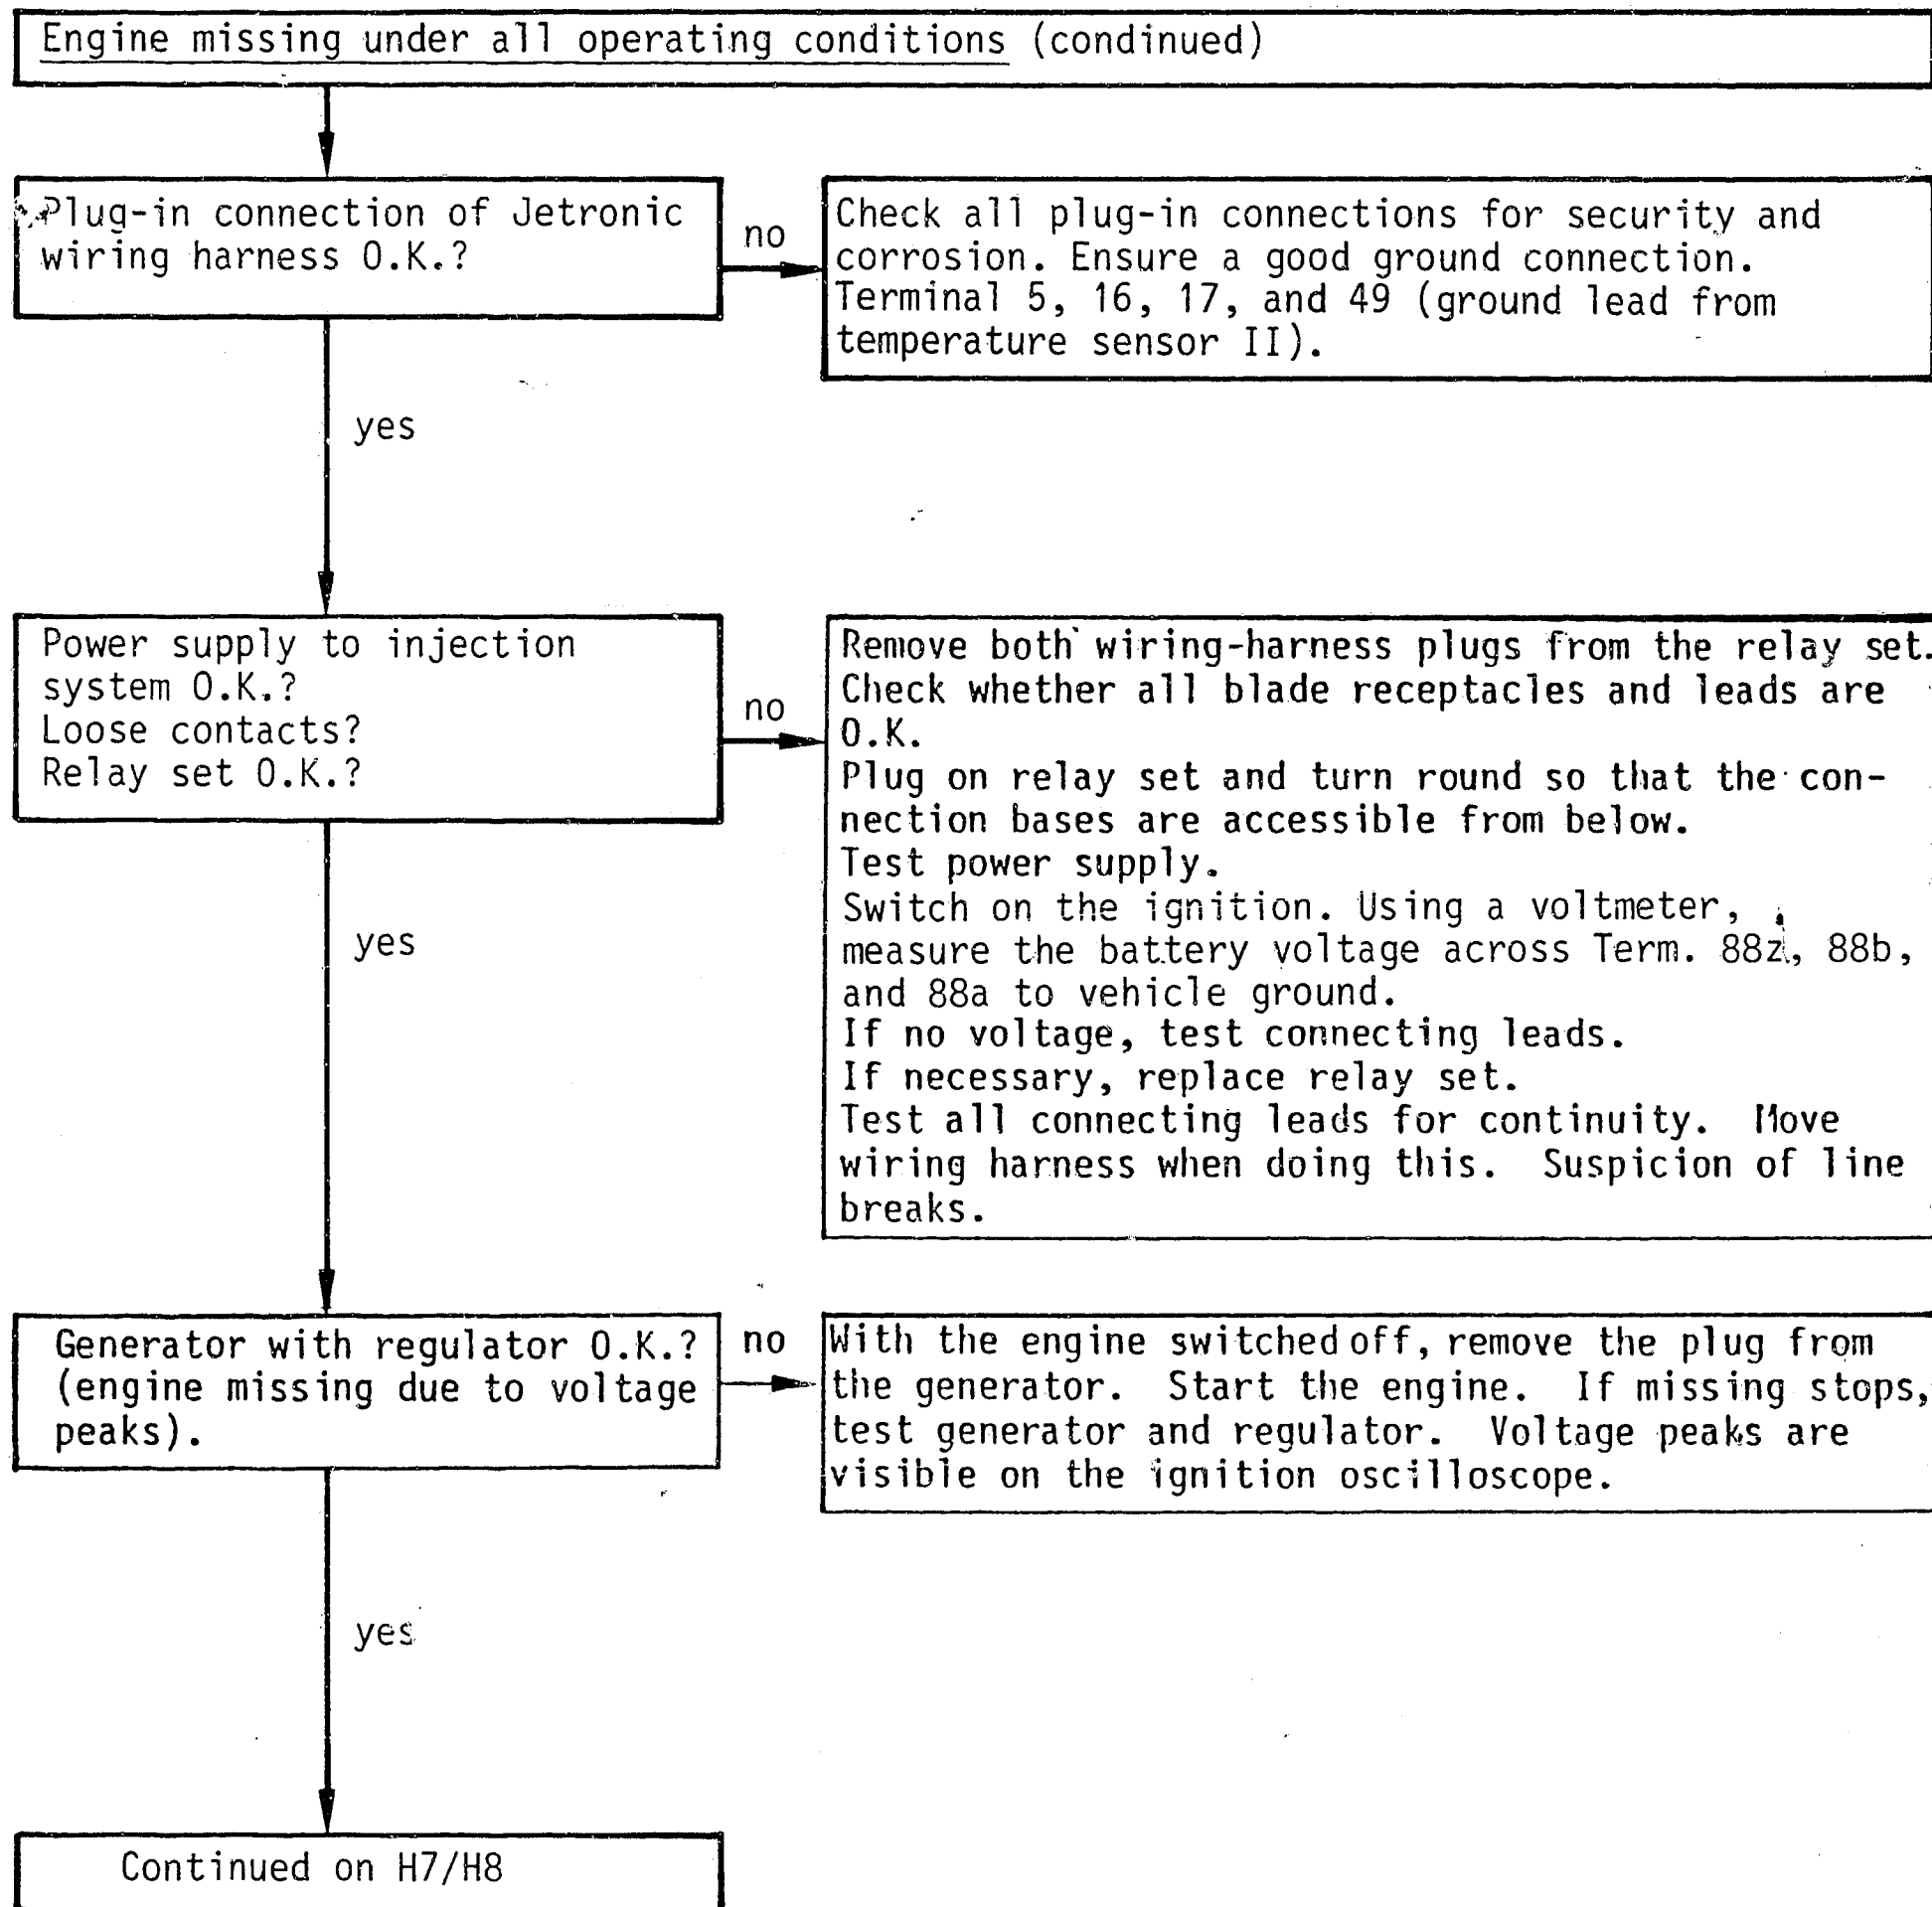 Engine missing under all operating conditions (condinued)
Plug-in connection of Jetronic
wiring harness O.K.?
no
Check all plug-in connections for security and
corrosion. Ensure a good ground connection.
Terminal 5, 16, 17, and 49 (ground lead from
temperature sensor II).
yes
Power supply to injection
system O.K.?
Loose contacts?
Relay set O.K.?
no
Remove both wiring-harness plugs from the relay set.
Check whether all blade receptacles and leads are
O.K.
Plug on relay set and turn round so that the con-
nection bases are accessible from below.
Test power supply.
Switch on the ignition. Using a voltmeter,
measure the battery voltage across Term. 88z, 88b,
and 88a to vehicle ground.
If no voltage, test connecting leads.
If necessary, replace relay set.
Test all connecting leads for continuity. Move
wiring harness when doing this. Suspicion of line
breaks.
yes
Generator with regulator O.K.?
(engine missing due to voltage
peaks).
no
With the engine switched off, remove the plug from
the generator. Start the engine. If missing stops,
test generator and regulator. Voltage peaks are
visible on the ignition oscilloscope.
yes
Continued on H7/H8